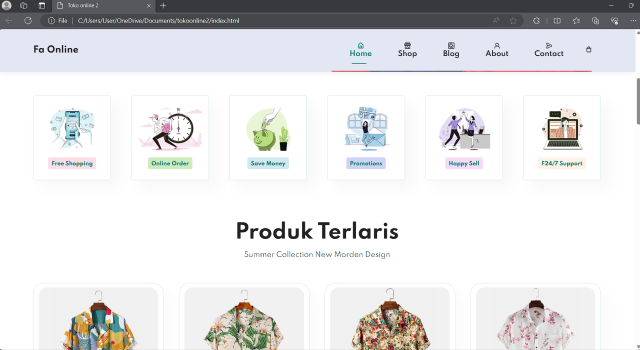 Toko online 2
File
C:/Users/User/OneDrive/Documents/tokoonline2/index.html
Fa Online
Home
Shop
Blog
About
Contact
Free Shopping
Online Order
Save Money
Promotions
Happy Sell
F24/7 Support
Produk Terlaris
Summer Collection New Morden Design